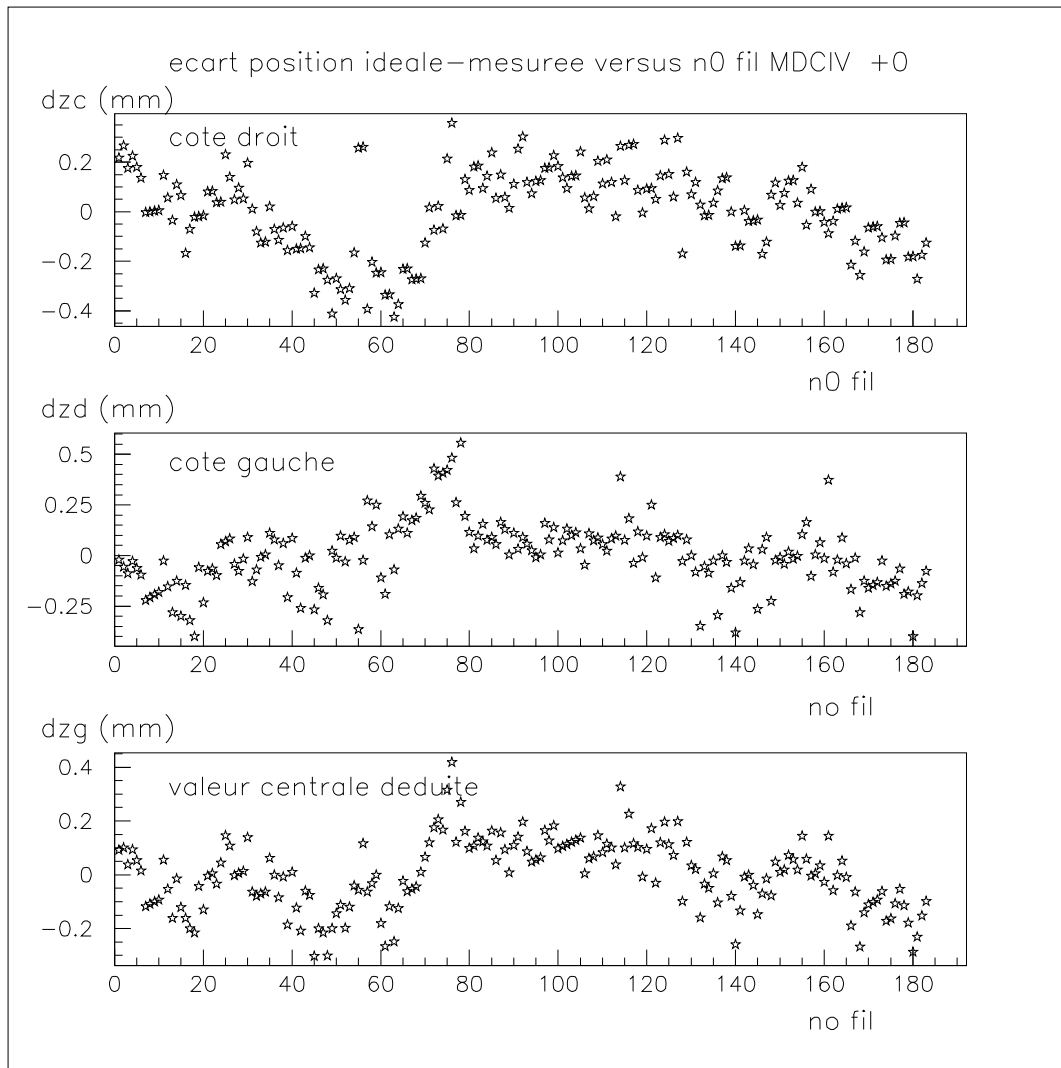 ecart position ideale-mesuree versus n0 fil MDCIV +0
dzc (mm)
cote droit
0.2
0
-0.2
-0.4
0 20 40 60 80 100 120 140 160 180
n0 fil
dzd (mm)
cote gauche
0.5
0.25
0
-0.25
0 20 40 60 80 100 120 140 160 180
no fil
dzg (mm)
valeur centrale deduite
0.4
0.2
0
-0.2
0 20 40 60 80 100 120 140 160 180
no fil